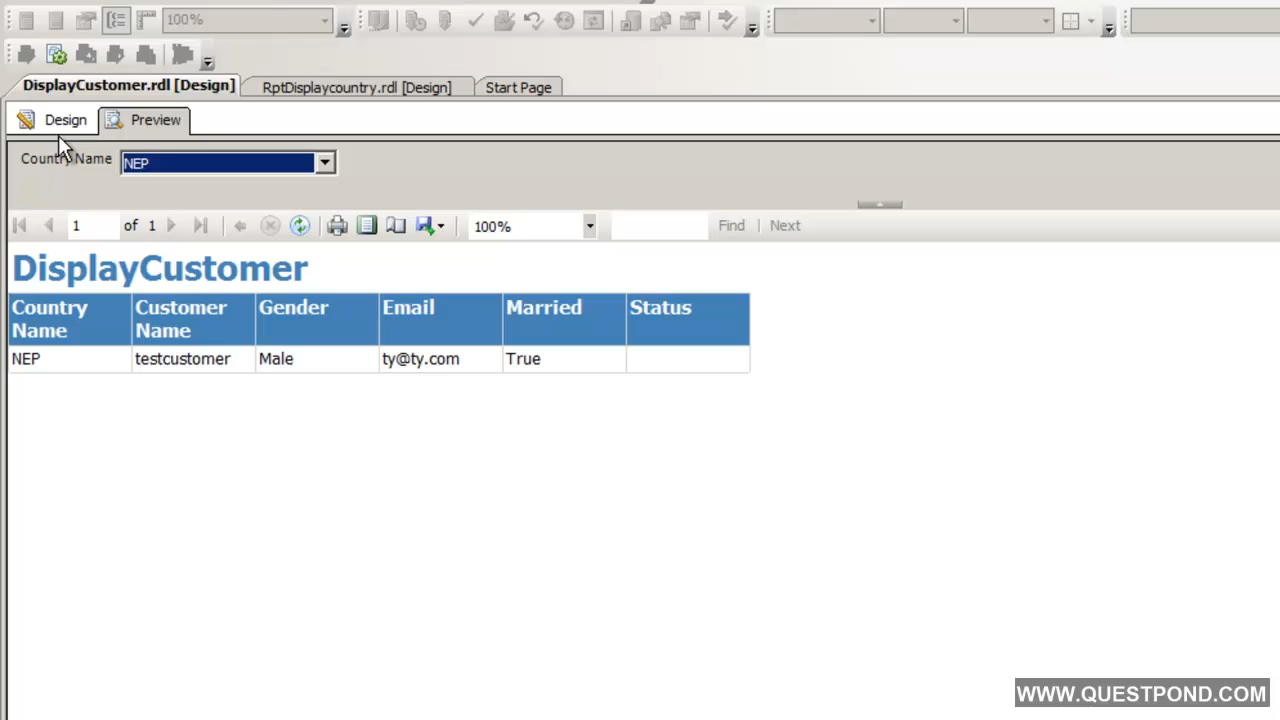 100%
DisplayCustomer.rdl [Design] RptDisplaycountry.rdl [Design] Start Page
Design Preview
Country Name NEP
1 of 1 100% Find | Next
DisplayCustomer
Country Name Customer Name Gender Email Married Status
NEP testcustomer Male ty@ty.com True
WWW.QUESTPOND.COM